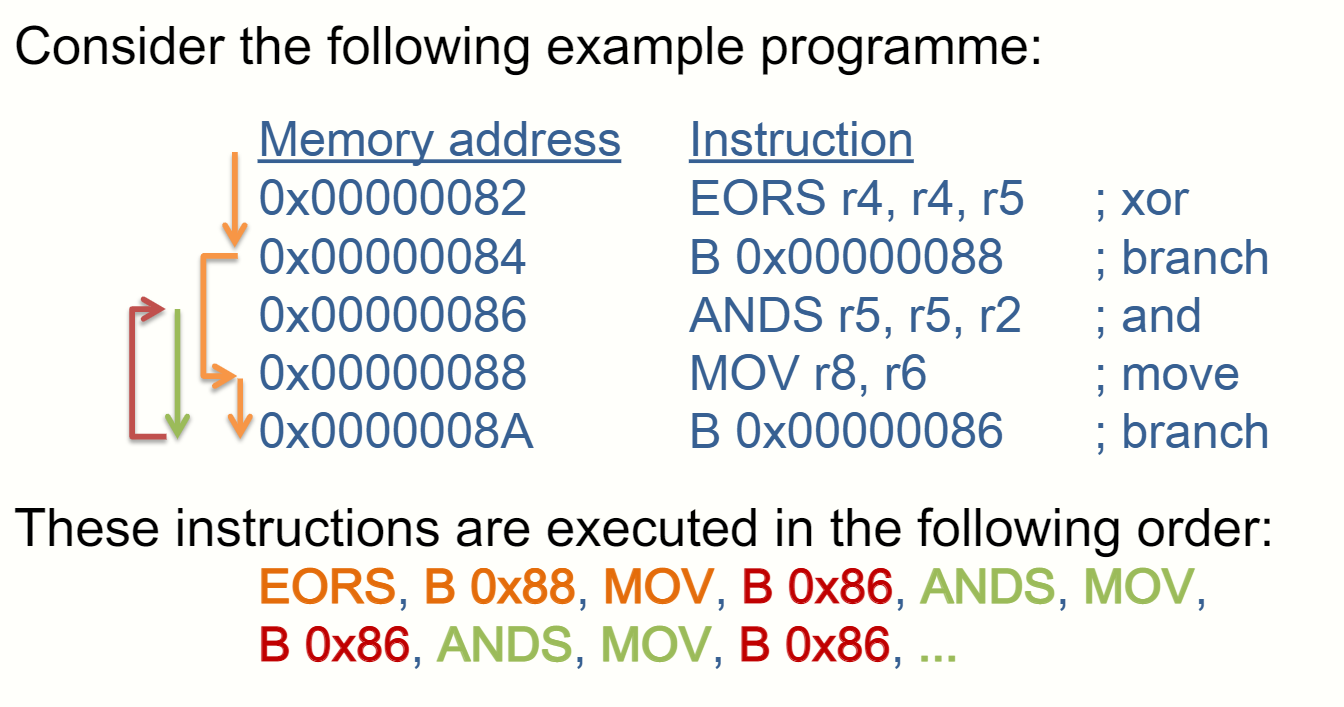 Consider the following example programme:
Memory address Instruction
0x00000082 EORS r4, r4, r5 ; xor
0x00000084 B 0x00000088 ; branch
0x00000086 ANDS r5, r5, r2 ; and
0x00000088 MOV r8, r6 ; move
0x0000008A B 0x00000086 ; branch
These instructions are executed in the following order:
EORS, B 0x88, MOV, B 0x86, ANDS, MOV,
B 0x86, ANDS, MOV, B 0x86, ...